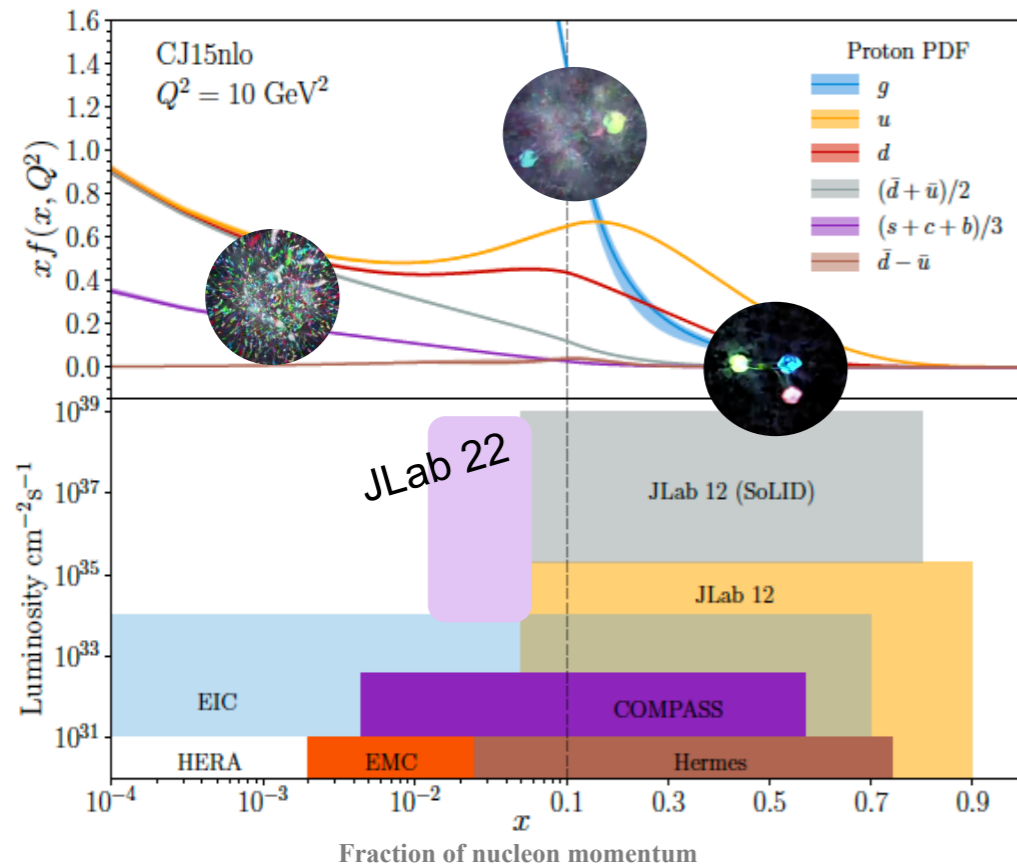 CJ15nlo
Q² = 10 GeV²
Proton PDF
g
u
d
(d̄ + ū)/2
(s + c + b)/3
d̄ − ū
xf(x, Q²)
1.6
1.4
1.2
1.0
0.8
0.6
0.4
0.2
0.0
Luminosity cm⁻²s⁻¹
10³⁹
10³⁷
10³⁵
10³³
10³¹
JLab 22
JLab 12 (SoLID)
JLab 12
EIC
COMPASS
HERA
EMC
Hermes
10⁻⁴ 10⁻³ 10⁻² 0.1 0.3 0.5 0.7 0.9
x
Fraction of nucleon momentum